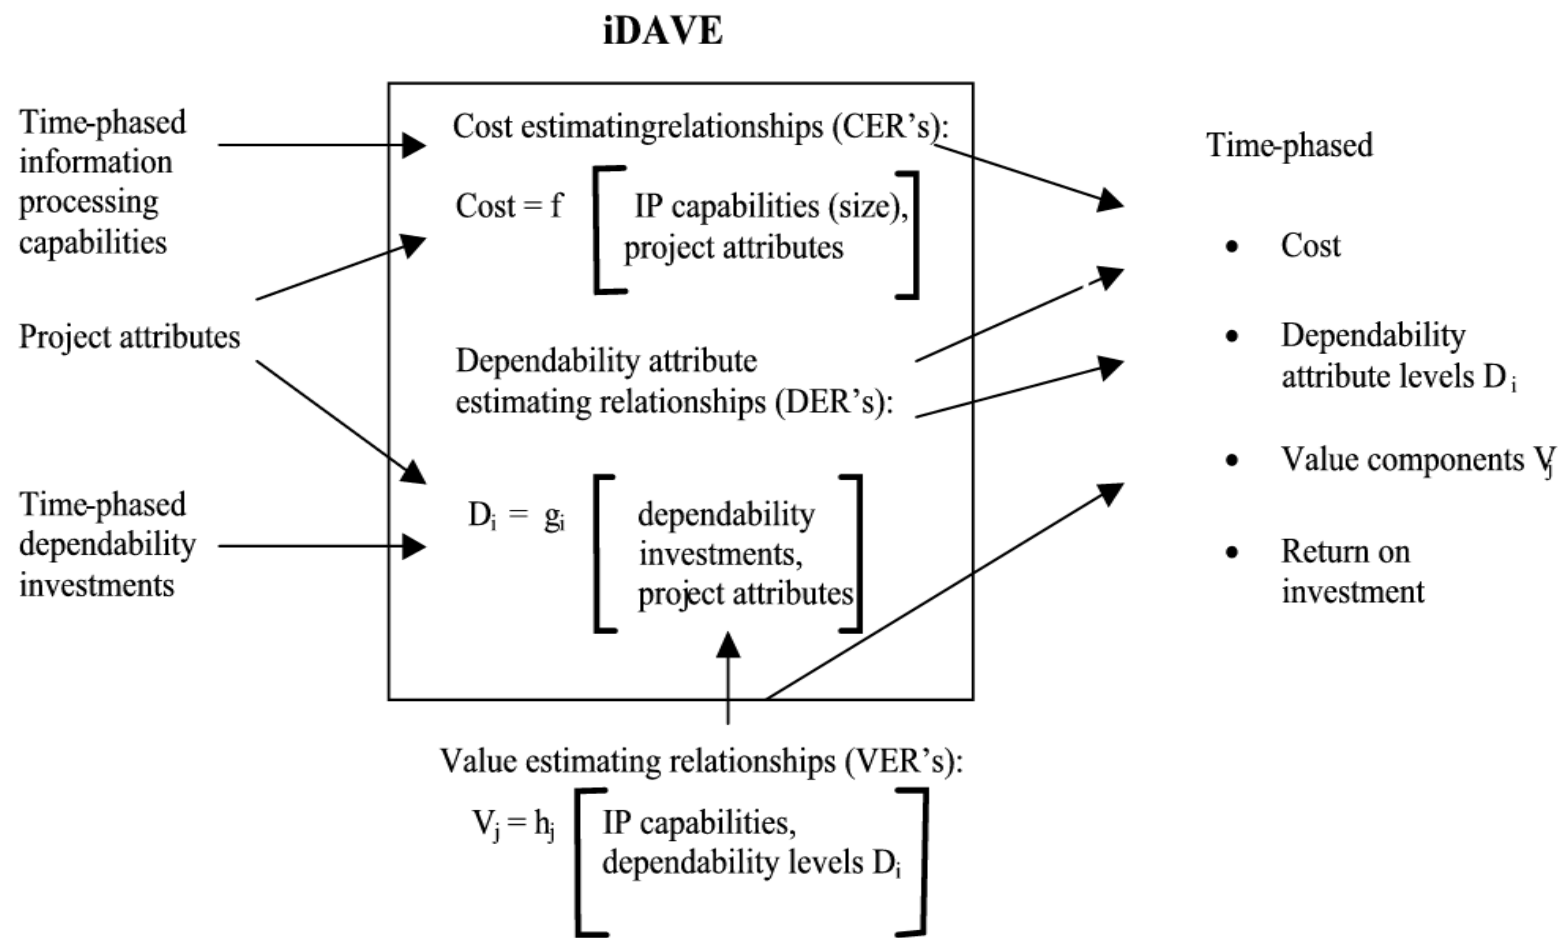 iDAVE
Time-phased
information
processing
capabilities
Project attributes
Time-phased
dependability
investments
Cost estimatingrelationships (CER's):
Cost = f
IP capabilities (size),
project attributes
Dependability attribute
estimating relationships (DER's):
Di = gi
dependability
investments,
project attributes
Value estimating relationships (VER's):
Vj = hj
IP capabilities,
dependability levels Di
Time-phased
• Cost
• Dependability
attribute levels Di
• Value components Vj
• Return on
investment